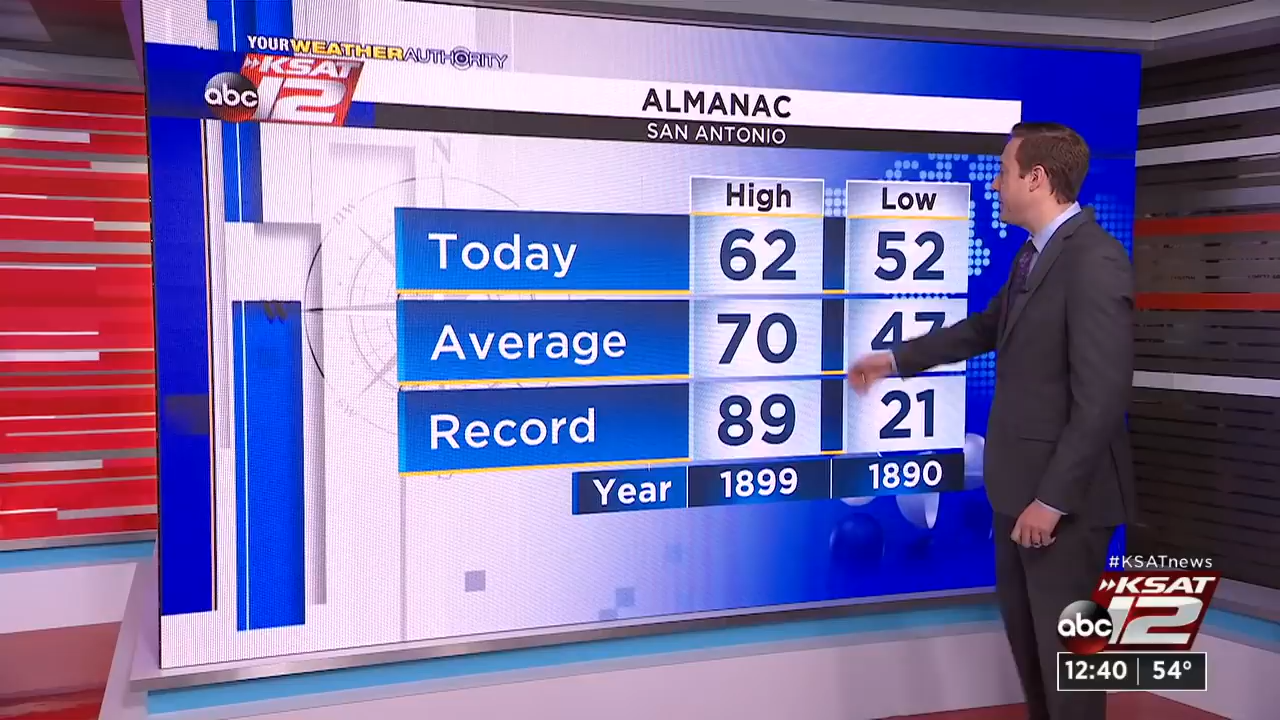 YOUR WEATHER AUTHORITY
KSAT
abc 12
ALMANAC
SAN ANTONIO
N
High Low
Today 62 52
Average 70 47
Record 89 21
Year 1899 1890
#KSATnews
KSAT
abc 12
12:40 54°